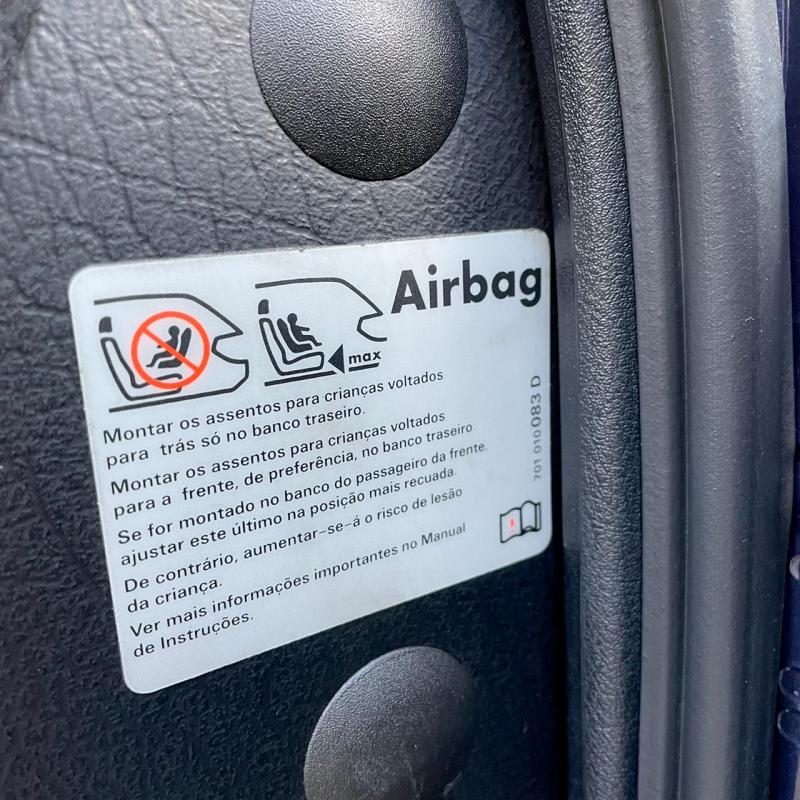 Airbag
max
Montar os assentos para crianças voltados
para trás só no banco traseiro.
Montar os assentos para crianças voltados
para a frente, de preferência, no banco traseiro.
Se for montado no banco do passageiro da frente.
ajustar este último na posição mais recuada.
De contrário, aumentar-se-á o risco de lesão
da criança.
Ver mais informações importantes no Manual
de Instruções.
701 010 083 D